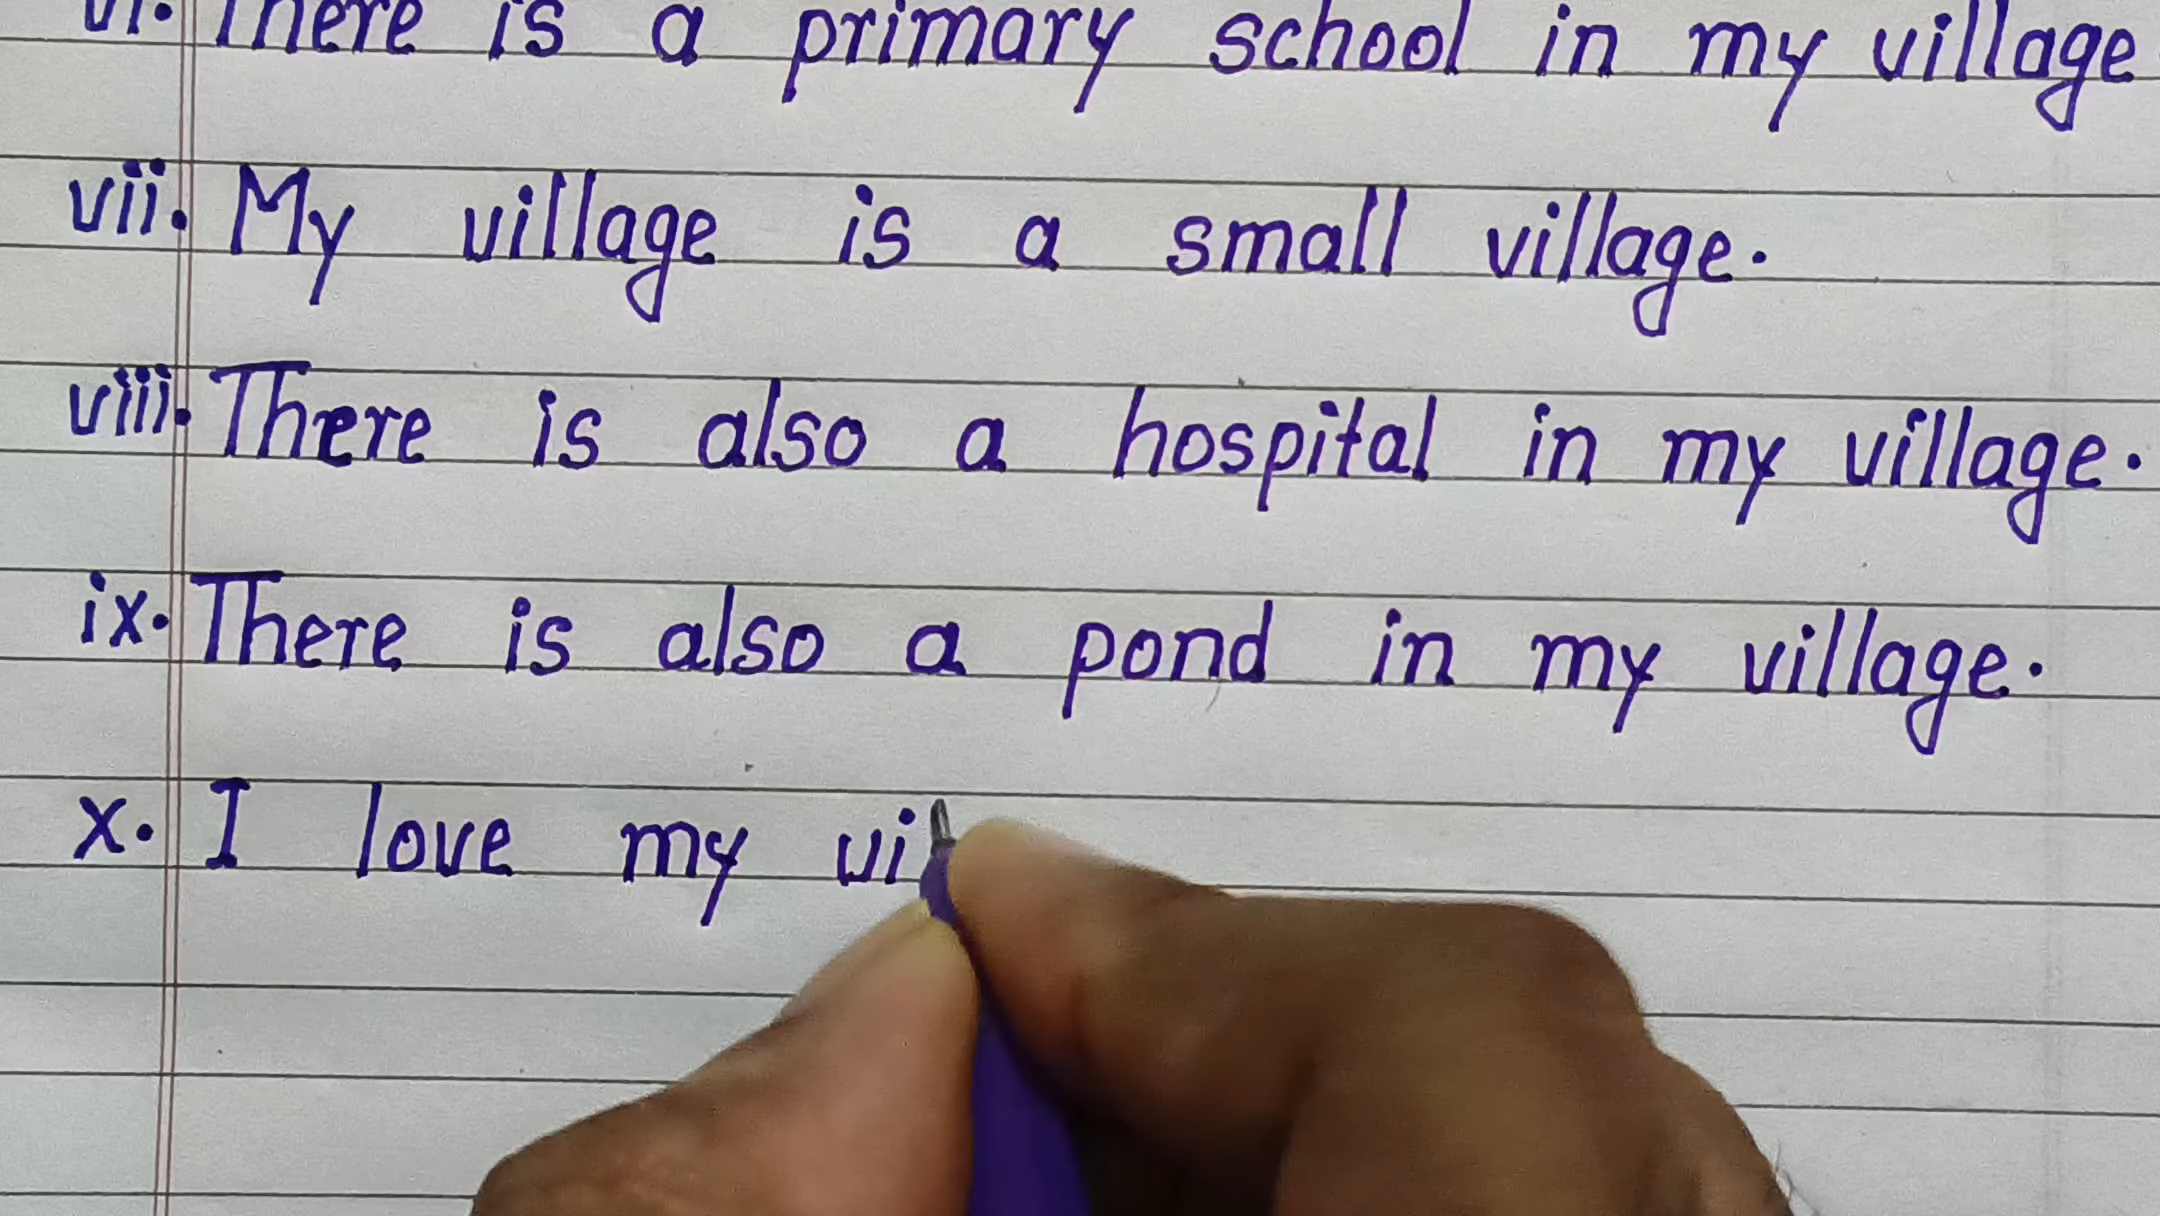 vi. There is a primary school in my village
vii. My village is a small village.
viii. There is also a hospital in my village.
ix. There is also a pond in my village.
x. I love my vi